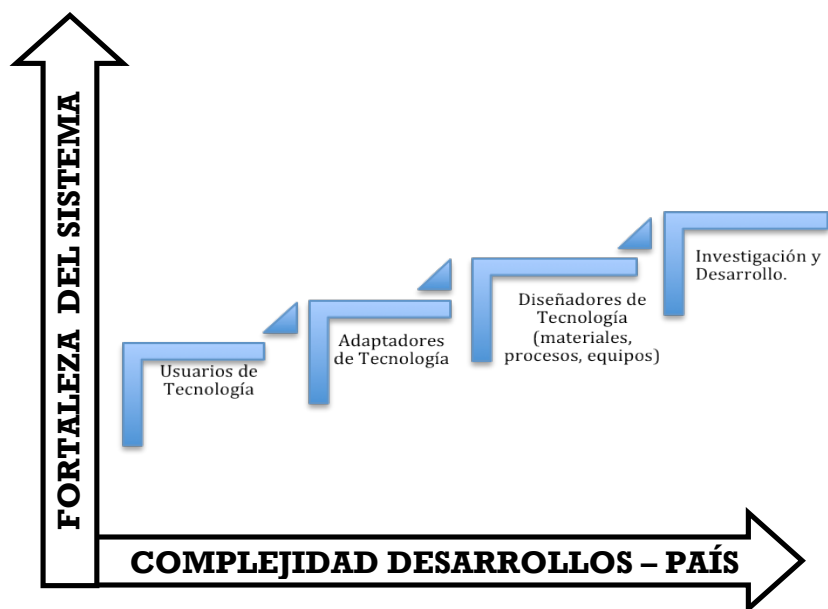 FORTALEZA DEL SISTEMA
Usuarios de
Tecnología
Adaptadores
de Tecnología
Diseñadores de
Tecnología
(materiales,
procesos, equipos)
Investigación y
Desarrollo.
COMPLEJIDAD DESARROLLOS – PAÍS